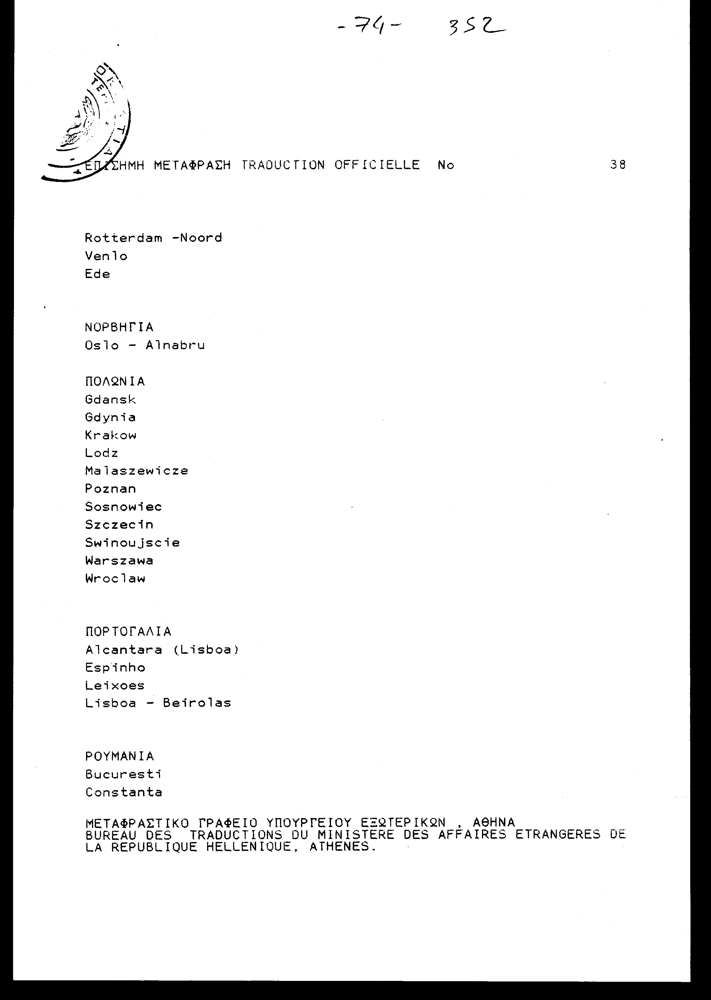 -74- 352
ΕΠΙΣΗΜΗ ΜΕΤΑΦΡΑΣΗ TRADUCTION OFFICIELLE No 38
Rotterdam -Noord
Venlo
Ede
ΝΟΡΒΗΓΙΑ
Oslo - Alnabru
ΠΟΛΩΝΙΑ
Gdansk
Gdynia
Krakow
Lodz
Malaszewicze
Poznan
Sosnowiec
Szczecin
Swinoujscie
Warszawa
Wroclaw
ΠΟΡΤΟΓΑΛΙΑ
Alcantara (Lisboa)
Espinho
Leixoes
Lisboa - Beirolas
ΡΟΥΜΑΝΙΑ
Bucuresti
Constanta
ΜΕΤΑΦΡΑΣΤΙΚΟ ΓΡΑΦΕΙΟ ΥΠΟΥΡΓΕΙΟΥ ΕΞΩΤΕΡΙΚΩΝ , ΑΘΗΝΑ
BUREAU DES TRADUCTIONS DU MINISTERE DES AFFAIRES ETRANGERES DE
LA REPUBLIQUE HELLENIQUE, ATHENES.